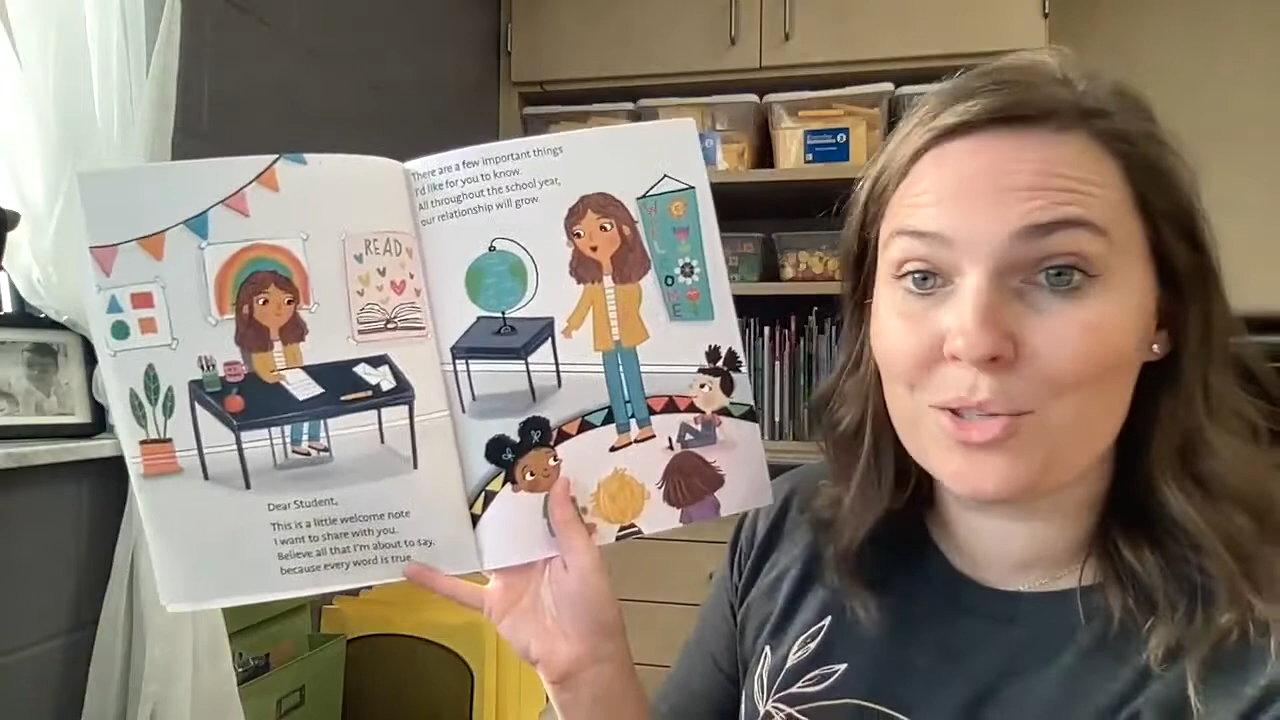 READ
Dear Student,
This is a little welcome note
I want to share with you.
Believe all that I'm about to say,
because every word is true.
There are a few important things
I'd like for you to know.
All throughout the school year,
our relationship will grow.
WELCOME